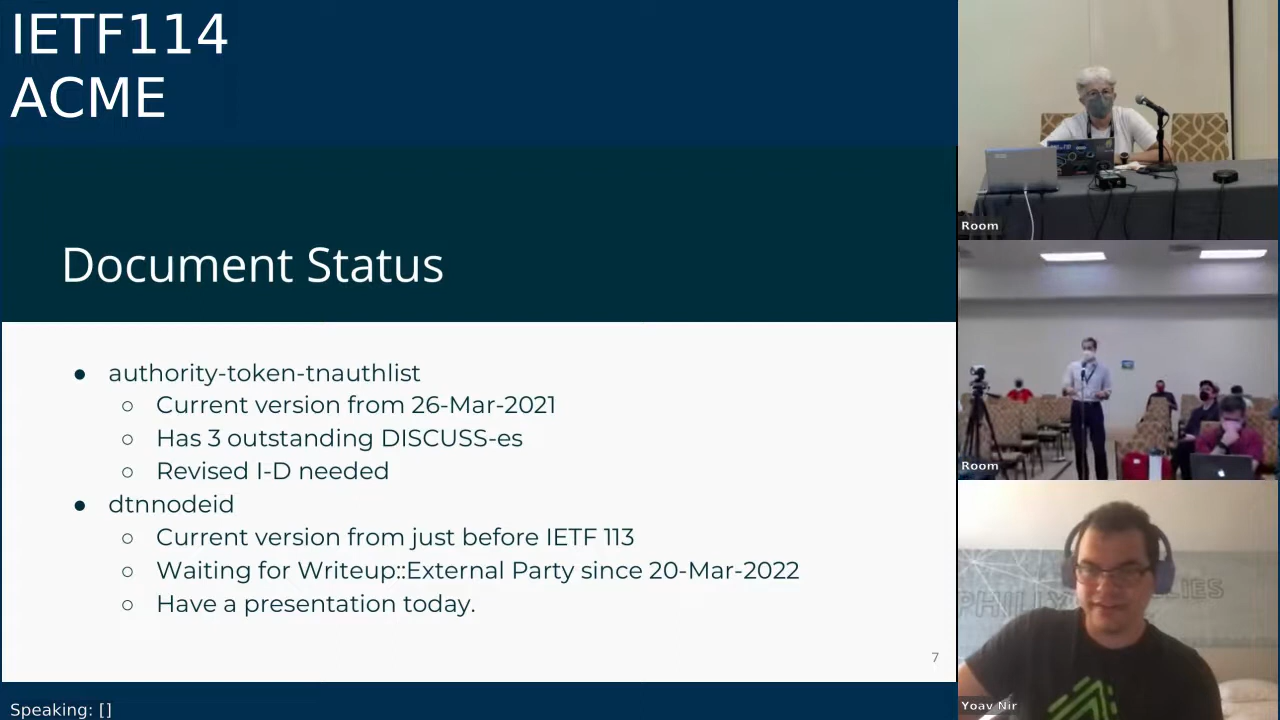 IETF114
ACME
Document Status
● authority-token-tnauthlist
○ Current version from 26-Mar-2021
○ Has 3 outstanding DISCUSS-es
○ Revised I-D needed
● dtnnodeid
○ Current version from just before IETF 113
○ Waiting for Writeup::External Party since 20-Mar-2022
○ Have a presentation today.
7
Speaking: []
Room
Room
PHILLY
Yoav Nir